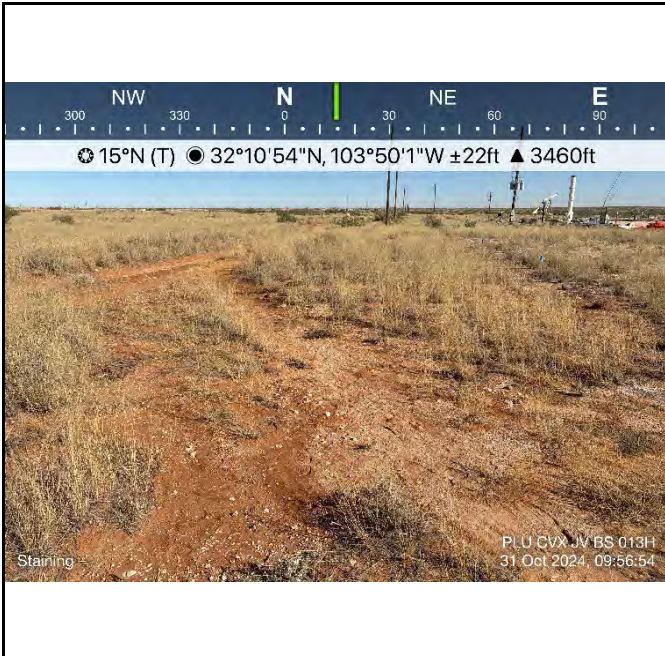 NW N NE E
300 330 0 30 60 90
15°N (T) 32°10'54"N, 103°50'1"W ±22ft ▲ 3460ft
PLU CVX JV BS 013H
Staining 31 Oct 2024, 09:56:54